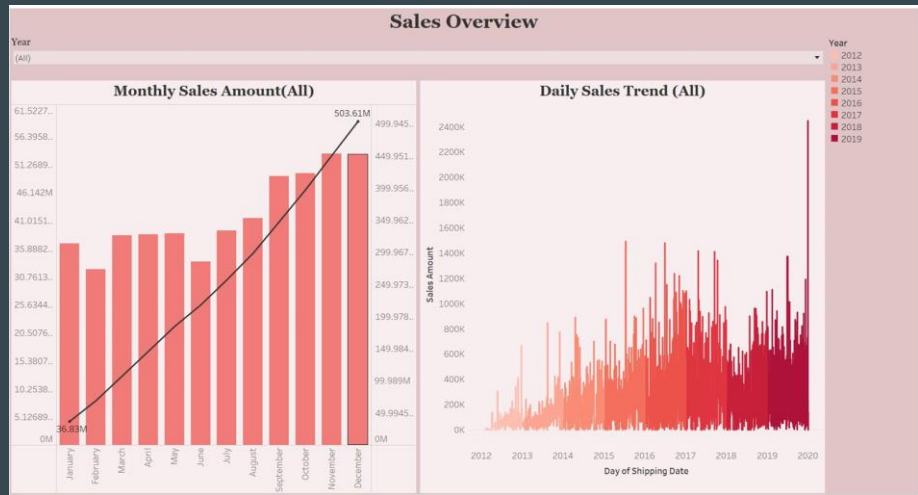 Sales Overview
Year
(All)
Monthly Sales Amount(All)
61.5227..
56.3958..
51.2689..
46.142M
41.0151..
35.8882..
30.7613..
25.6344..
20.5076..
15.3807..
10.2538..
5.12689..
0M
503.61M
36.83M
499.945..
449.951..
399.956..
349.962..
299.967..
249.973..
199.978..
149.984..
99.989M
49.9945..
0M
January
February
March
April
May
June
July
August
September
October
November
December
Daily Sales Trend (All)
Sales Amount
2400K
2200K
2000K
1800K
1600K
1400K
1200K
1000K
800K
600K
400K
200K
0K
2012
2013
2014
2015
2016
2017
2018
2019
2020
Day of Shipping Date
Year
2012
2013
2014
2015
2016
2017
2018
2019